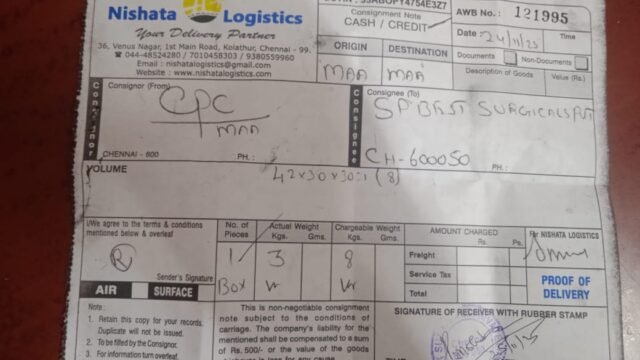 Nishata Logistics
Your Delivery Partner
36, Venus Nagar, 1st Main Road, Kolathur, Chennai - 99.
044-48524280 / 7010458303 / 9380559960
Email : nishatalogistics@gmail.com
Website : www.nishatalogistics.com
Consignment Note
CASH / CREDIT
ORIGIN DESTINATION
MAA MAA
AWB No.: 121995
Date : 24/11/25 Time
Documents Non-Documents
Description of Goods Value (Rs.)
Consignor
Consignor (From)
CPC
MAA
CHENNAI - 600 PH. :
Consignee
Consignee (To)
SP BEST SURGICALS PVT
CH-600050
PH. :
VOLUME
42x30x30:1 (8)
I/We agree to the terms & conditions
mentioned below & overleaf
Sender's Signature
AIR SURFACE
No. of Pieces
1
Box
Actual Weight
Kgs. Gms.
3
Chargeable Weight
Kgs. Gms.
8
AMOUNT CHARGED
Rs. Ps.
Freight
Service Tax
Total
For NISHATA LOGISTICS
PROOF OF
DELIVERY
Note :
1. Retain this copy for your records.
Duplicate will not be issued.
2. To be filled by the Consignor.
3. For information turn overleaf.
This is non-negotiable consignment
note subject to the conditions of
carriage. The company's liability for the
mentioned shall be compensated to a sum
of Rs. 500/- or the value of the goods
SIGNATURE OF RECEIVER WITH RUBBER STAMP